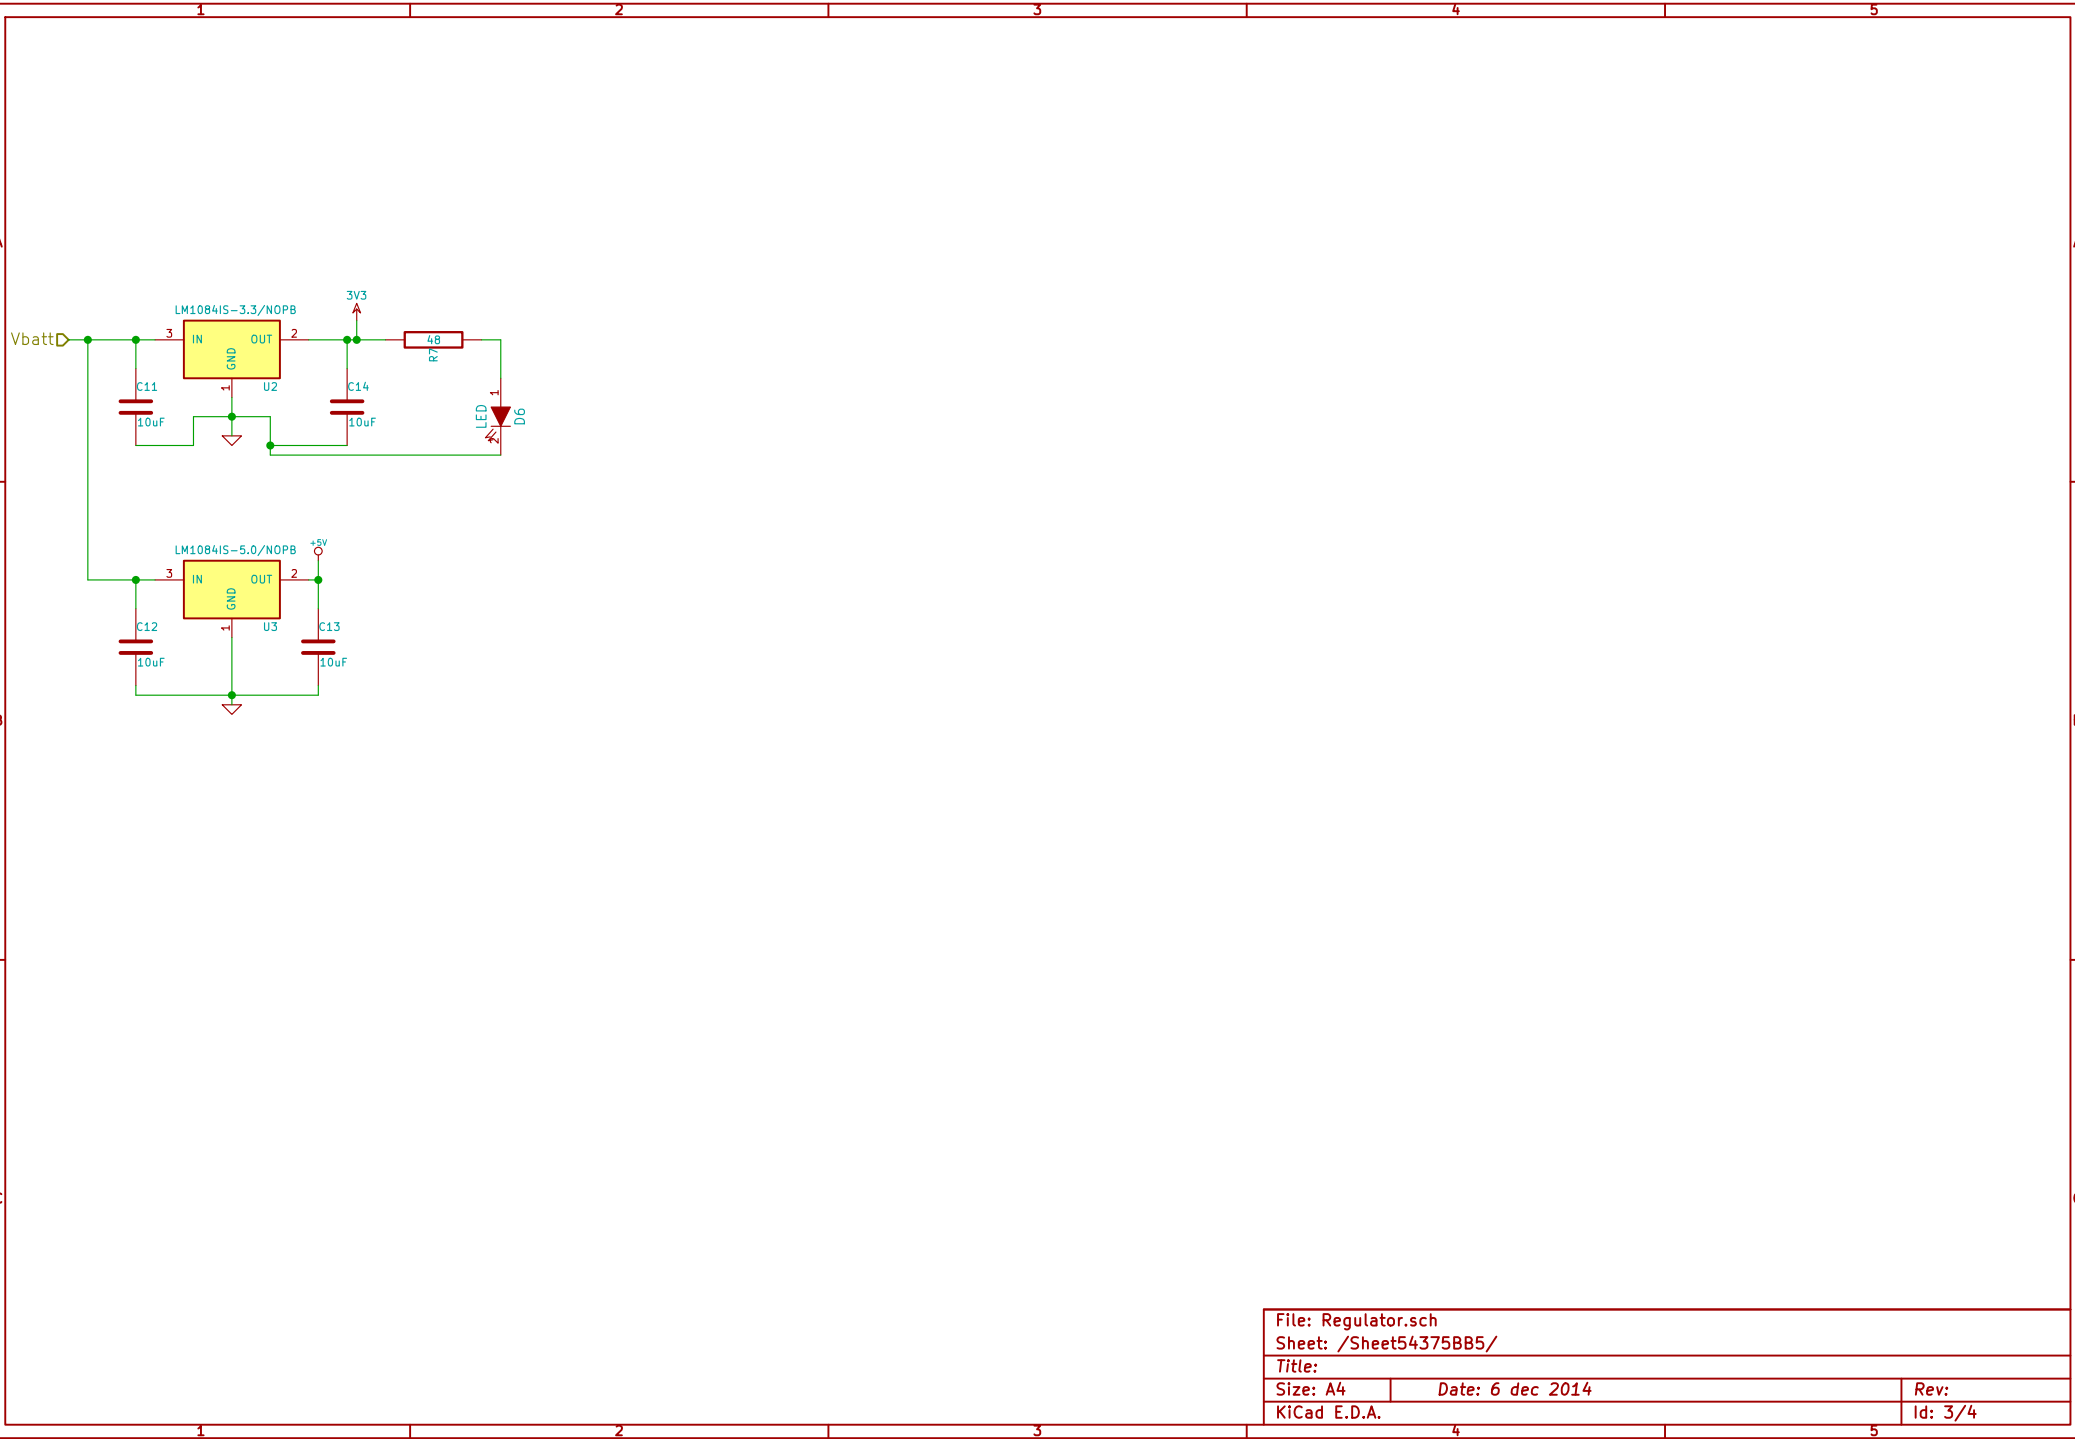 1 2 3 4 5
3V3
LM1084IS-3.3/NOPB
Vbatt 3 IN OUT 2 48
GND R7
1 U2
C11 C14 1
10uF 10uF LED D6
2
+5V
LM1084IS-5.0/NOPB
3 IN OUT 2
GND
1 U3
C12 C13
10uF 10uF
File: Regulator.sch
Sheet: /Sheet54375BB5/
Title:
Size: A4 Date: 6 dec 2014 Rev:
KiCad E.D.A. Id: 3/4
1 2 3 4 5